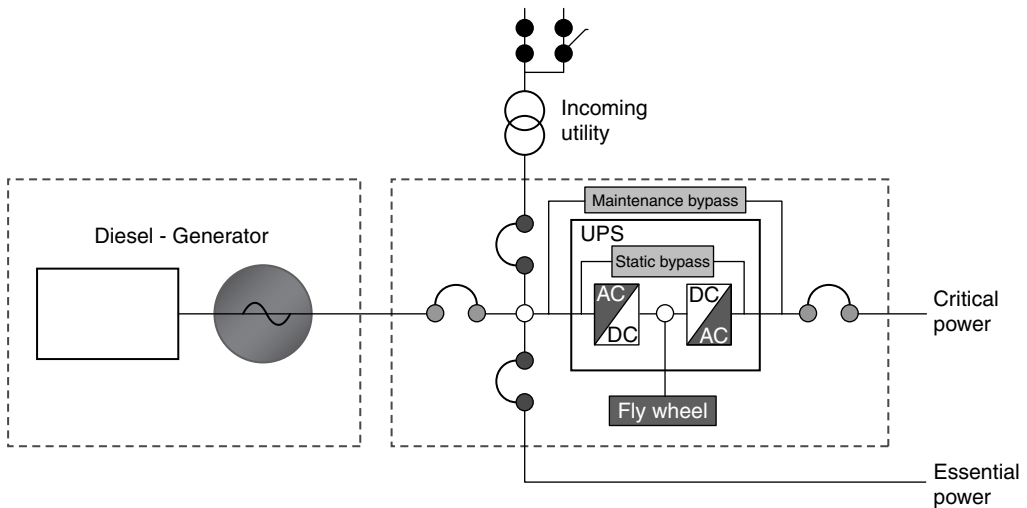 Incoming
utility
Maintenance bypass
Diesel - Generator
UPS
Static bypass
AC
DC
DC
AC
Critical
power
Fly wheel
Essential
power